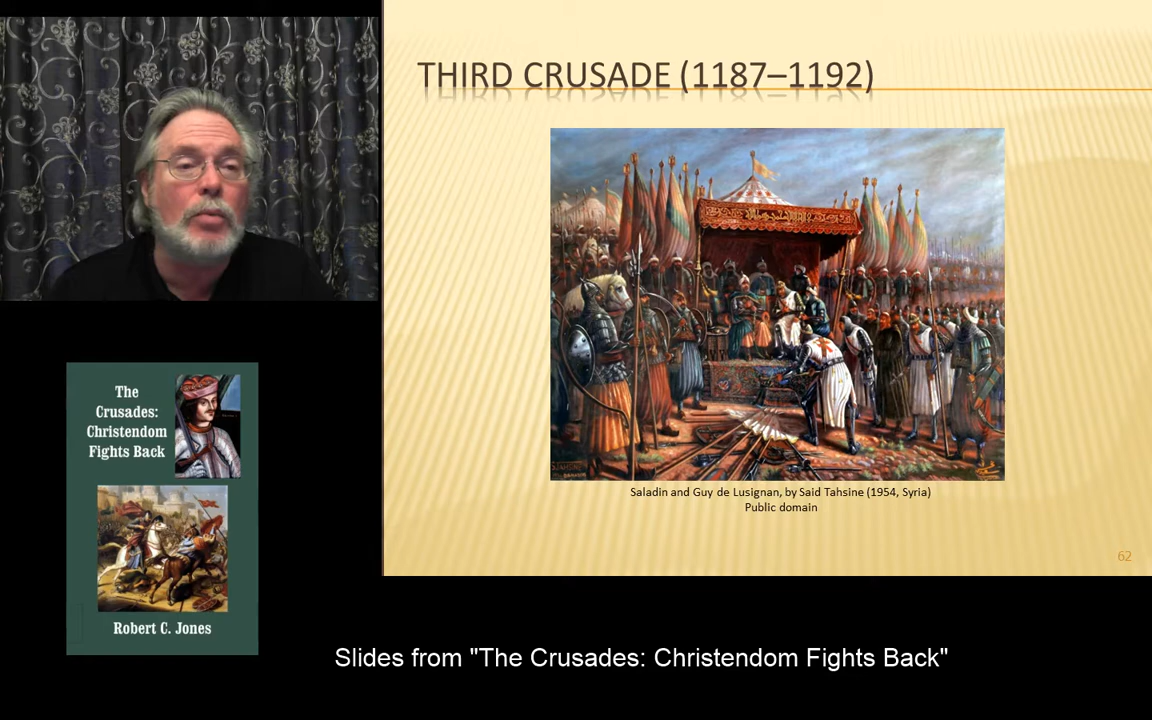 THIRD CRUSADE (1187–1192)
Saladin and Guy de Lusignan, by Said Tahsine (1954, Syria)
Public domain
62
The
Crusades:
Christendom
Fights Back
Robert C. Jones
Slides from "The Crusades: Christendom Fights Back"